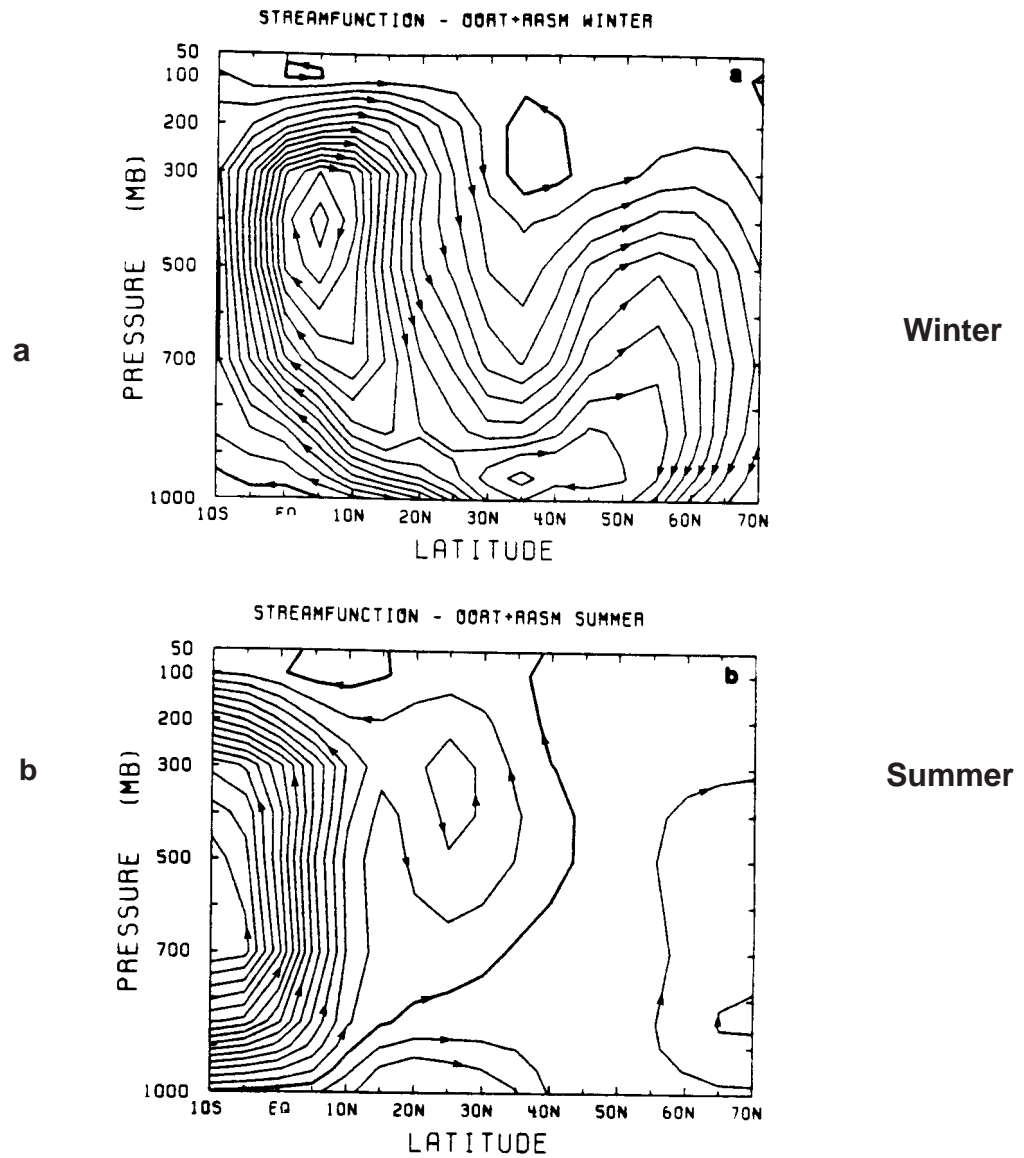 STREAMFUNCTION - OORT+RASM WINTER
a
50
100
200
300
500
700
1000
PRESSURE (MB)
10S EQ 10N 20N 30N 40N 50N 60N 70N
LATITUDE
a
Winter
STREAMFUNCTION - OORT+RASM SUMMER
b
50
100
200
300
500
700
1000
PRESSURE (MB)
10S EQ 10N 20N 30N 40N 50N 60N 70N
LATITUDE
b
Summer